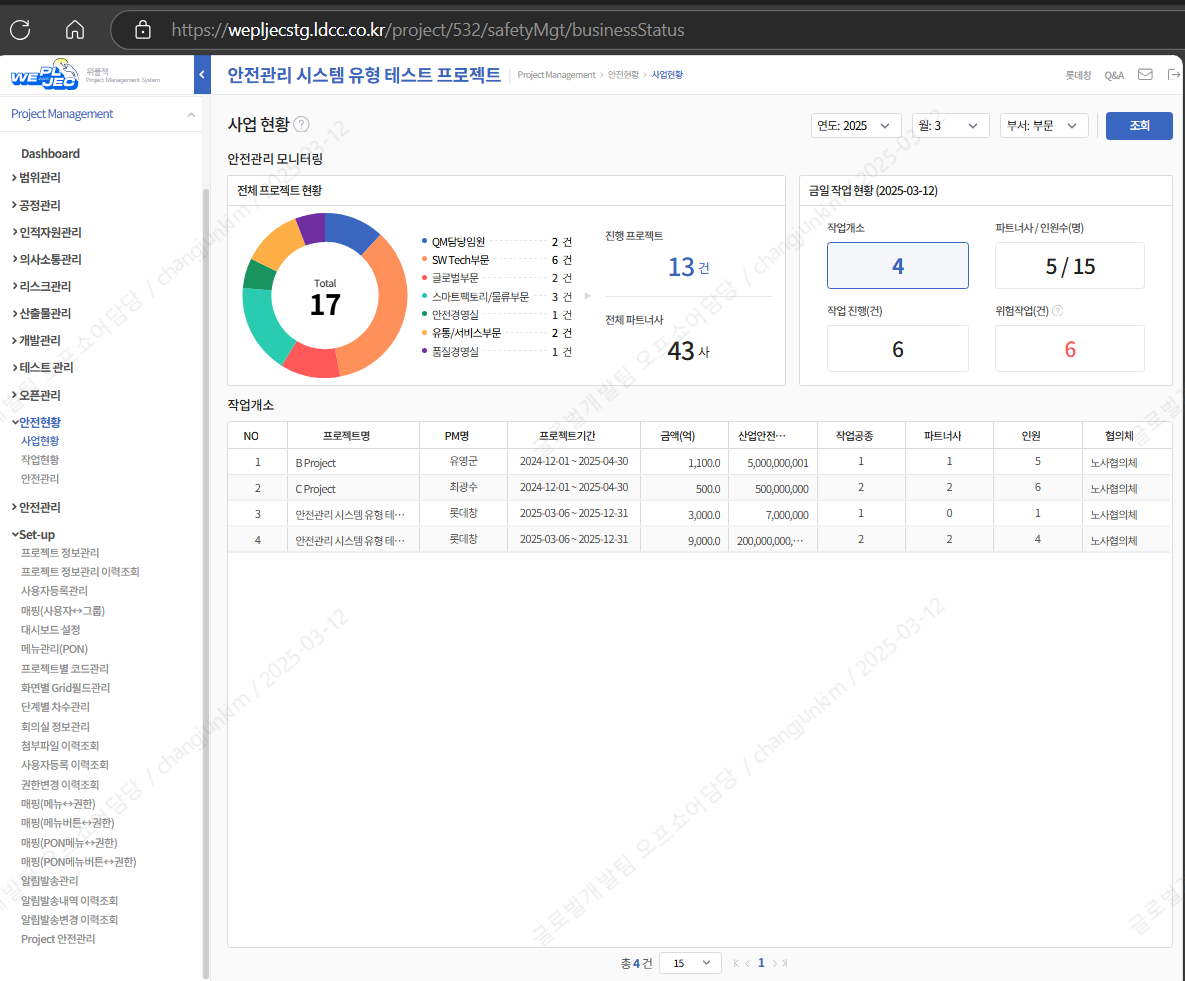 https://wepljecstg.ldcc.co.kr/project/532/safetyMgt/businessStatus
WE PL JEC 위플젝
Project Management System
안전관리 시스템 유형 테스트 프로젝트
Project Management > 안전현황 > 사업현황
롯데창 Q&A
Project Management
Dashboard
범위관리
공정관리
인적자원관리
의사소통관리
리스크관리
산출물관리
개발관리
테스트 관리
오픈관리
안전현황
사업현황
작업현황
안전관리
안전관리
Set-up
프로젝트 정보관리
프로젝트 정보관리 이력조회
사용자등록관리
매핑(사용자↔그룹)
대시보드 설정
메뉴관리(PON)
프로젝트별 코드관리
화면별 Grid필드관리
단계별 차수관리
회의실 정보관리
첨부파일 이력조회
사용자등록 이력조회
권한변경 이력조회
매핑(메뉴↔권한)
매핑(메뉴버튼↔권한)
매핑(PON메뉴↔권한)
매핑(PON메뉴버튼↔권한)
알림발송관리
알림발송내역 이력조회
알림발송변경 이력조회
Project 안전관리
사업 현황 ?
연도: 2025 월: 3 부서: 부문 조회
안전관리 모니터링
전체 프로젝트 현황
Total
17
QM담당임원 2 건
SW Tech부문 6 건
글로벌부문 2 건
스마트팩토리/물류부문 3 건
안전경영실 1 건
유통/서비스부문 2 건
품질경영실 1 건
진행 프로젝트
13 건
전체 파트너사
43 사
금일 작업 현황 (2025-03-12)
작업개소 파트너사 / 인원수(명)
4 5 / 15
작업 진행(건) 위험작업(건) ?
6 6
작업개소
NO 프로젝트명 PM명 프로젝트기간 금액(억) 산업안전··· 작업공종 파트너사 인원 협의체
1 B Project 유영군 2024-12-01 ~ 2025-04-30 1,100.0 5,000,000,001 1 1 5 노사협의체
2 C Project 최광수 2024-12-01 ~ 2025-04-30 500.0 500,000,000 2 2 6 노사협의체
3 안전관리 시스템 유형 테··· 롯데창 2025-03-06 ~ 2025-12-31 3,000.0 7,000,000 1 0 1 노사협의체
4 안전관리 시스템 유형 테··· 롯데창 2025-03-06 ~ 2025-12-31 9,000.0 200,000,000,··· 2 2 4 노사협의체
총 4 건 15 1
글로벌개발팀 오프쇼어담당 / changjunkim / 2025-03-12